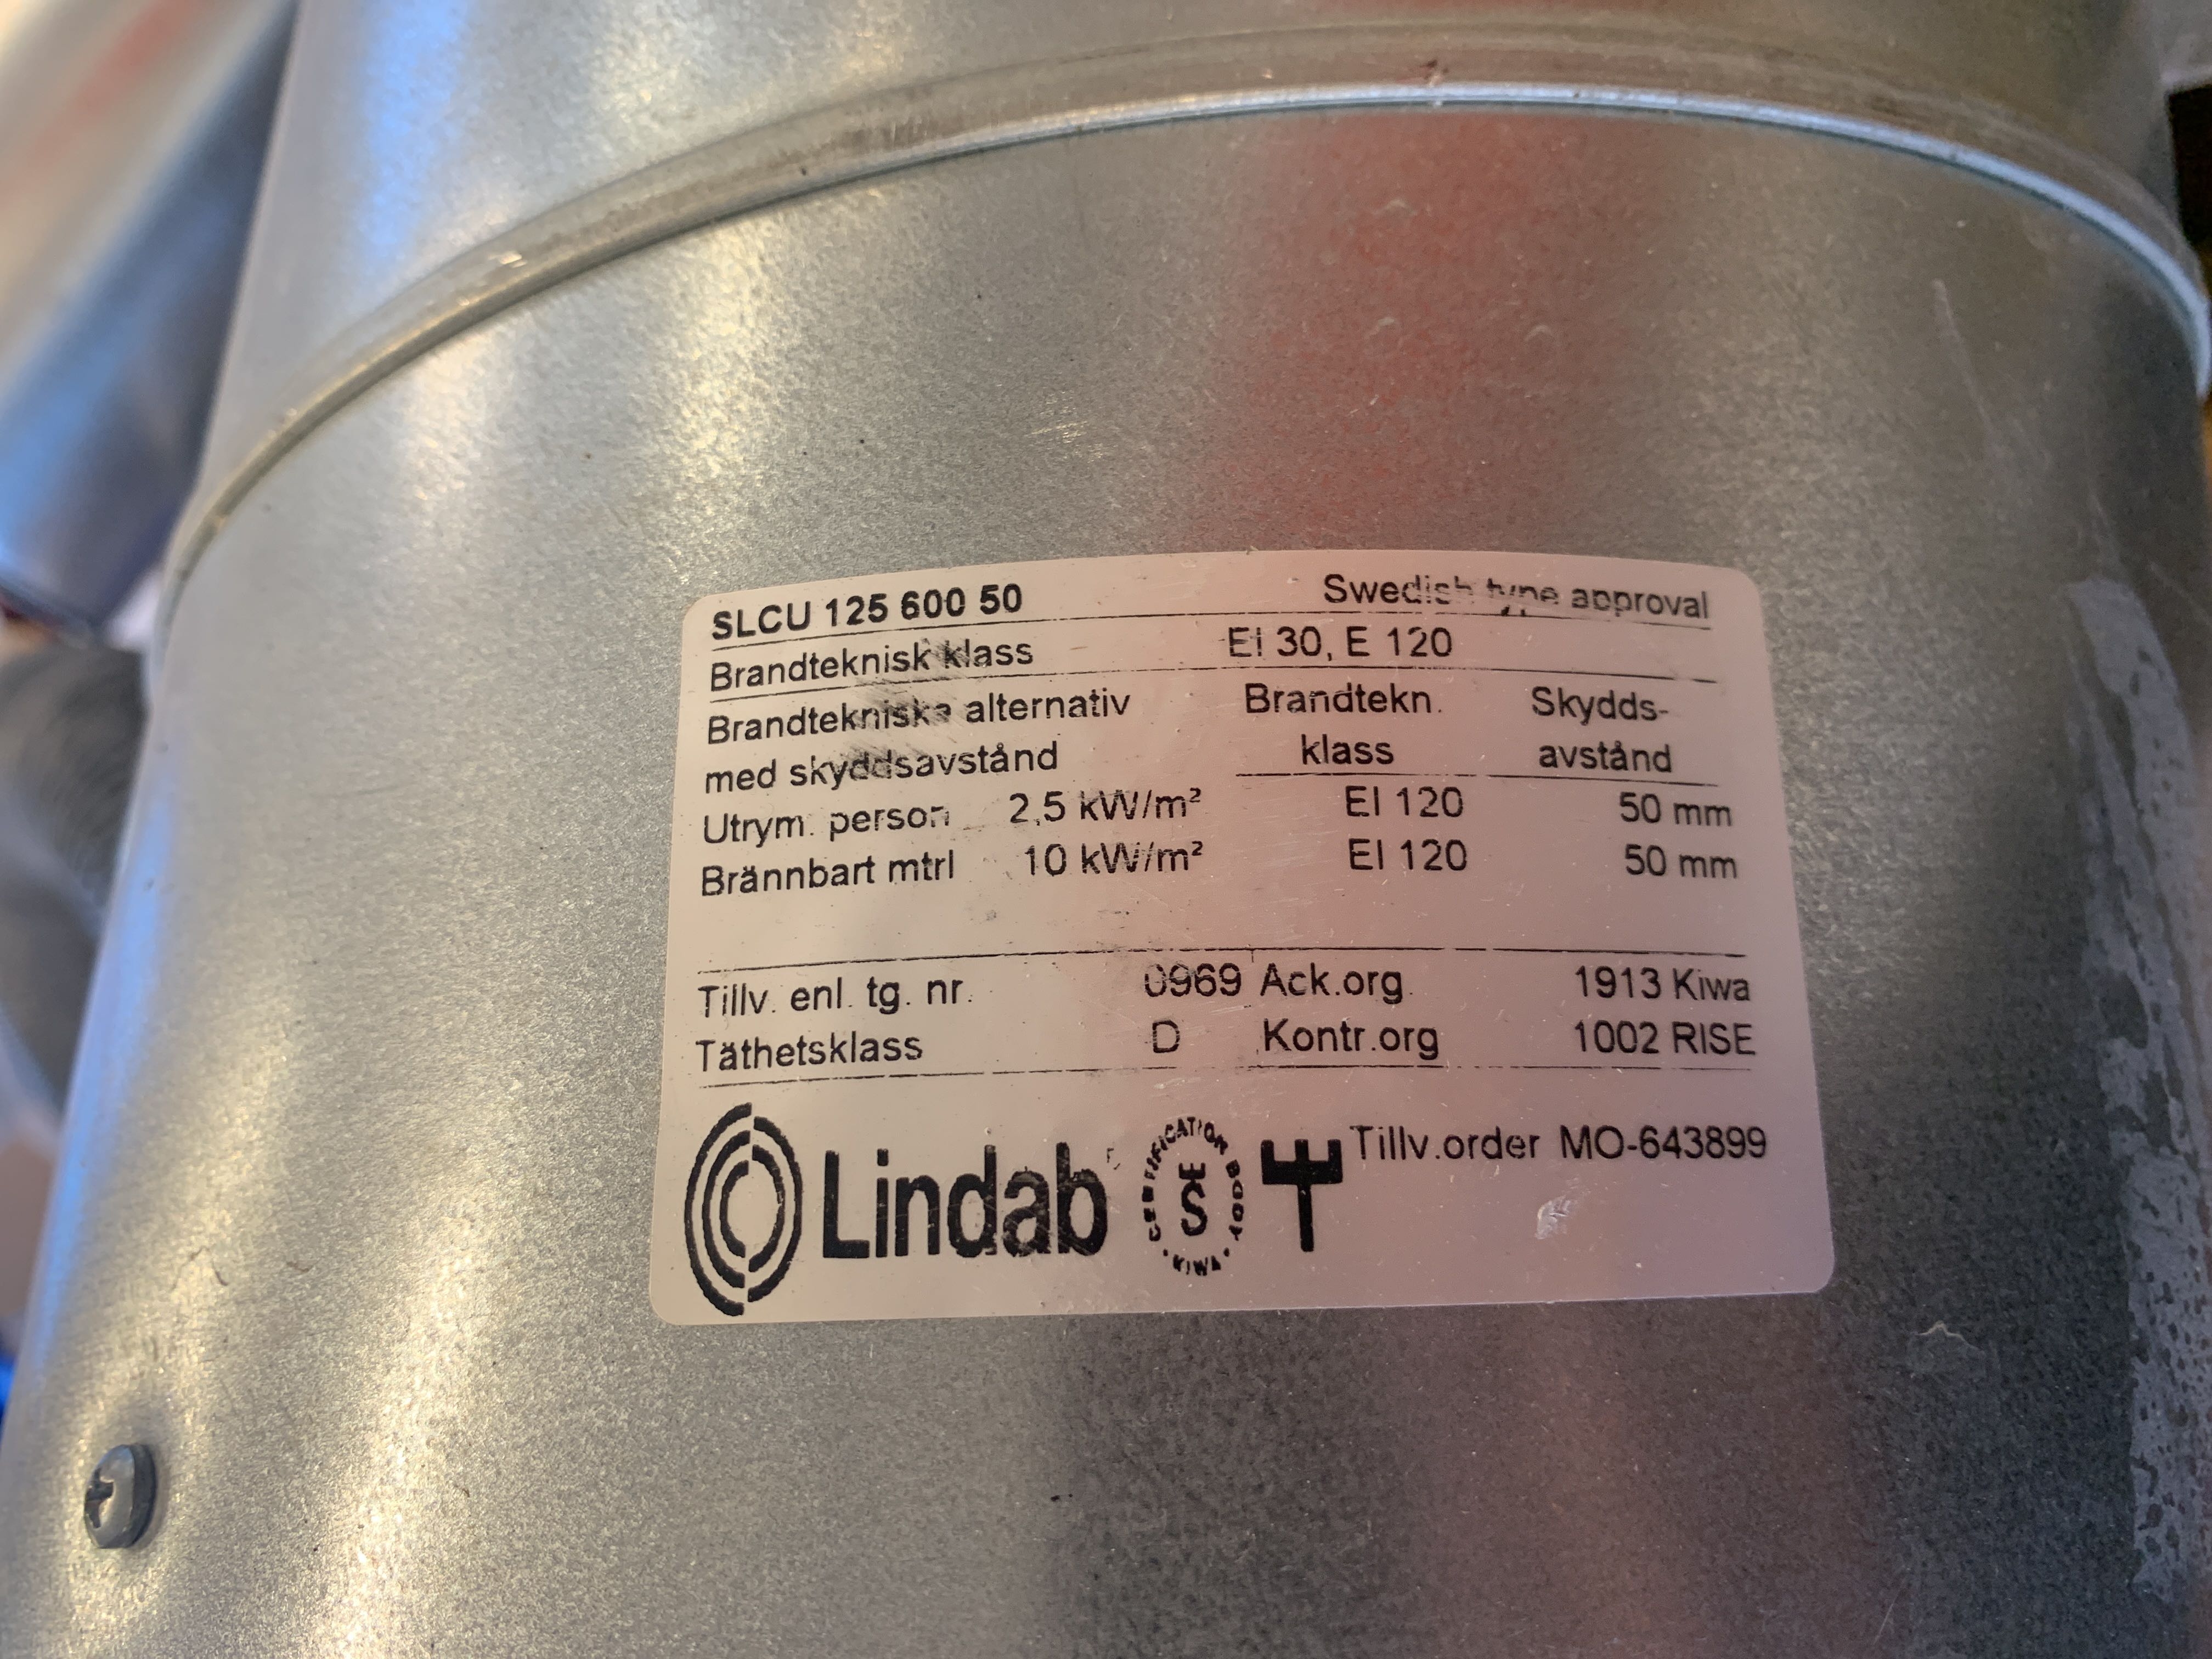 SLCU 125 600 50 Swedish type approval
Brandteknisk klass EI 30, E 120
Brandtekniska alternativ Brandtekn. Skydds-
med skyddsavstånd klass avstånd
Utrym. person 2,5 kW/m² EI 120 50 mm
Brännbart mtrl 10 kW/m² EI 120 50 mm
Tillv. enl. tg. nr. 0969 Ack.org. 1913 Kiwa
Täthetsklass D Kontr.org 1002 RISE
Lindab CERTIFICATION BODY SE KIWA Tillv.order MO-643899